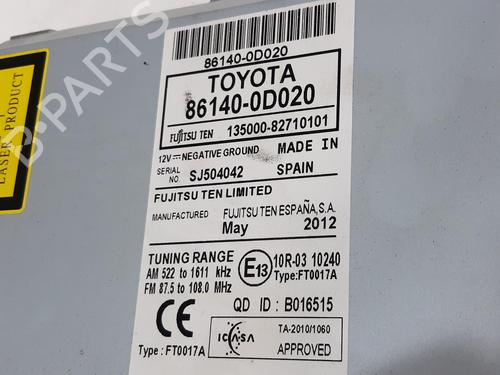 86140-0D020
TOYOTA
86140-0D020
FUJITSU TEN 135000-82710101
12V NEGATIVE GROUND MADE IN
SERIAL NO. SJ504042 SPAIN
FUJITSU TEN LIMITED
MANUFACTURED FUJITSU TEN ESPAÑA,S.A.
May 2012
TUNING RANGE
AM 522 to 1611 kHz
FM 87.5 to 108.0 MHz
E13 10R-03 10240
Type:FT0017A
QD ID : B016515
CE
Type : FT0017A
ICASA
TA-2010/1060
APPROVED
LASER PRODUCT
D-PARTS